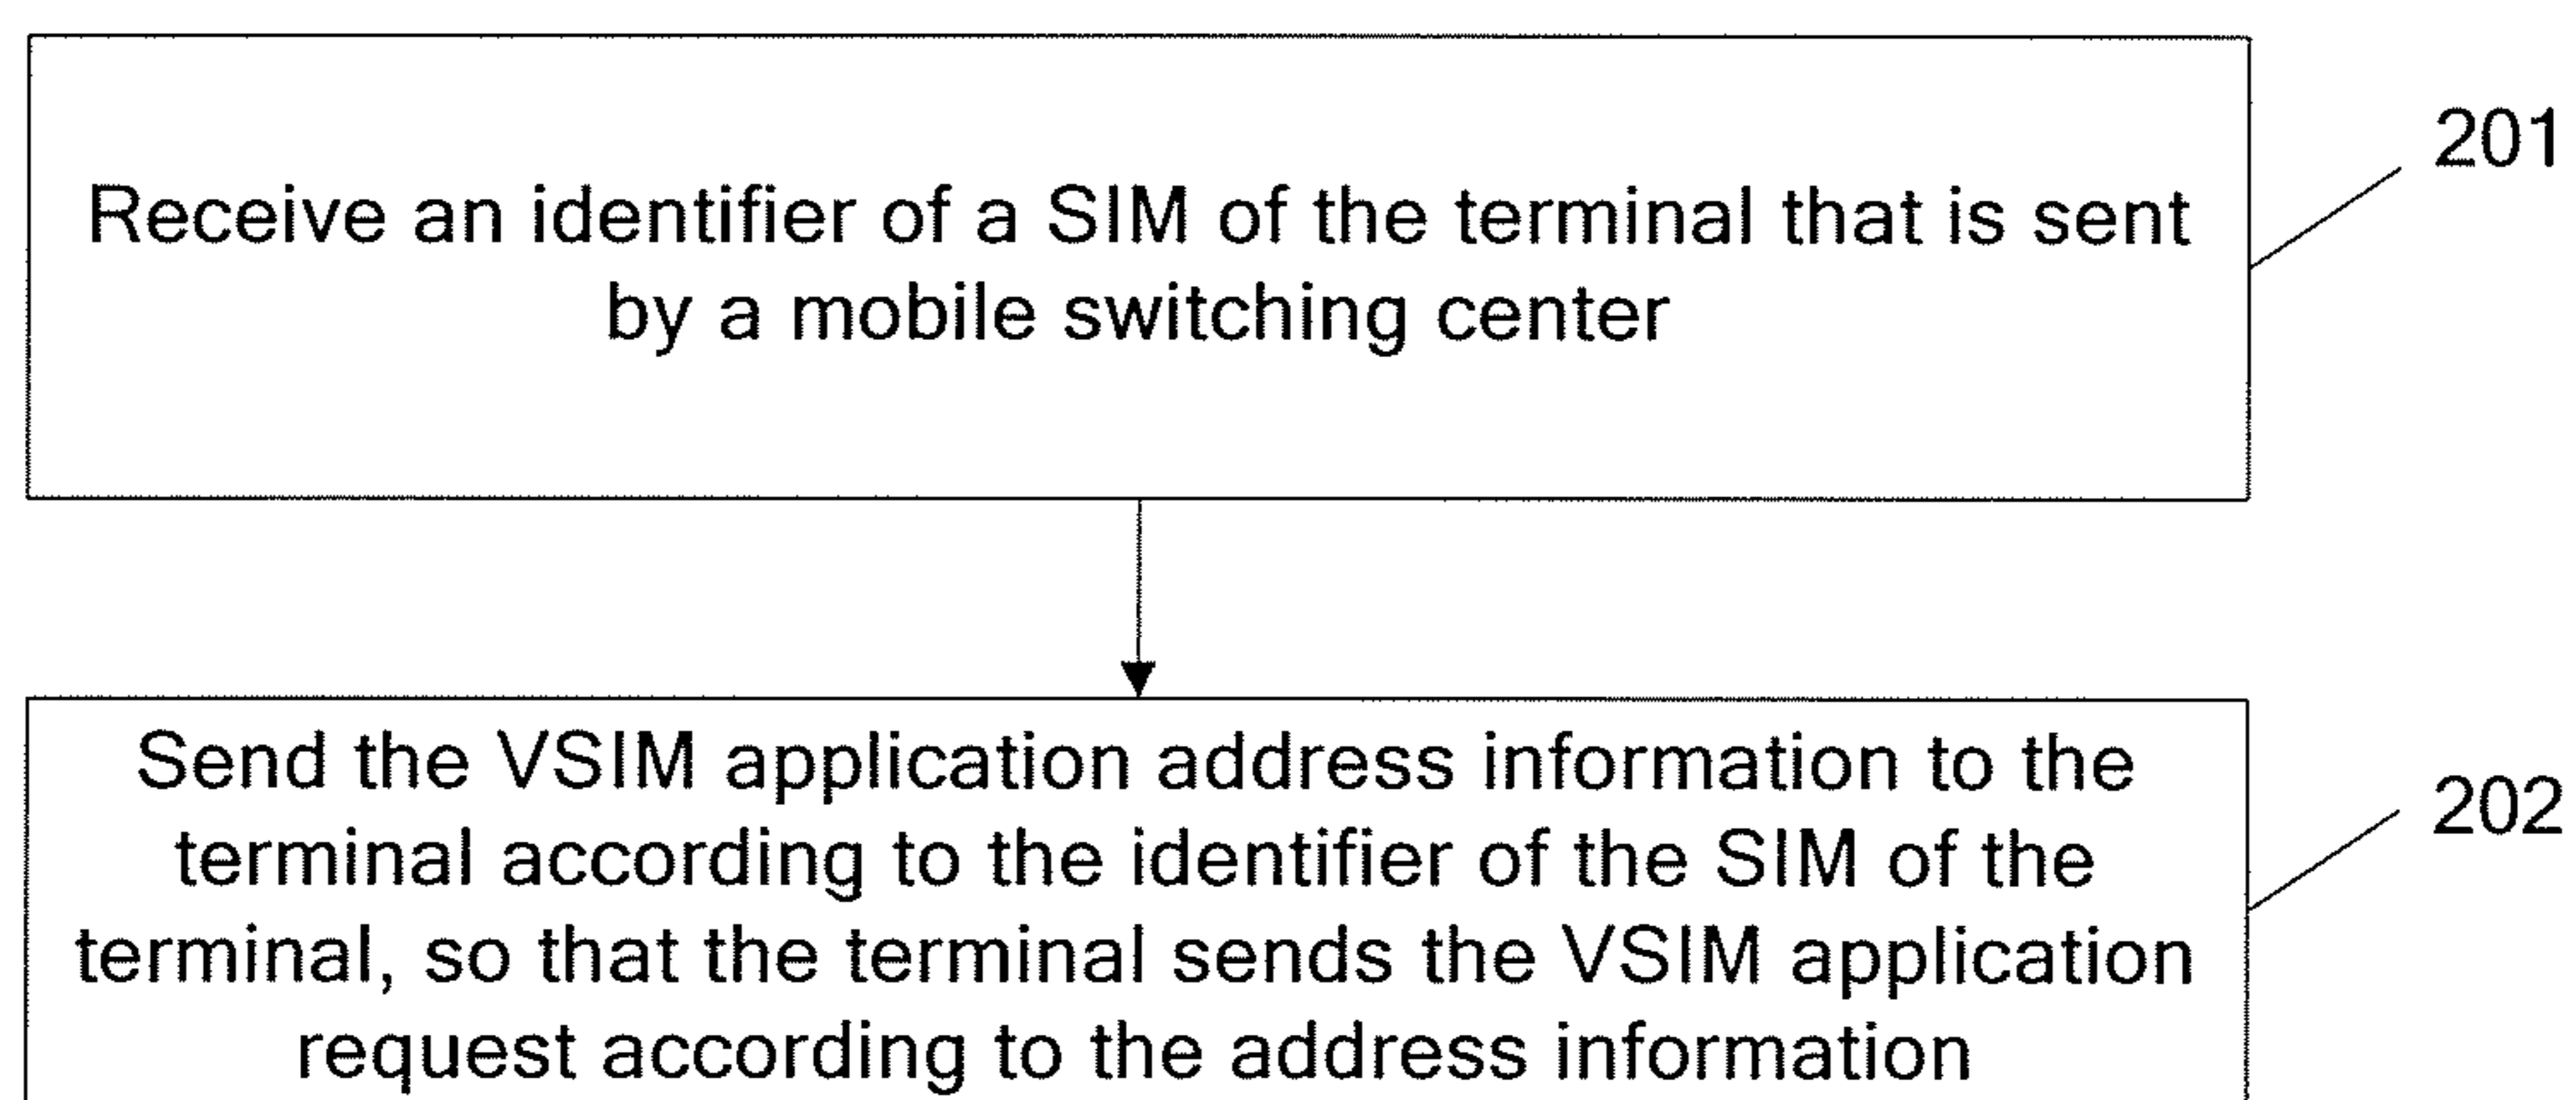 201
Receive an identifier of a SIM of the terminal that is sent
by a mobile switching center
Send the VSIM application address information to the
terminal according to the identifier of the SIM of the
terminal, so that the terminal sends the VSIM application
request according to the address information
202